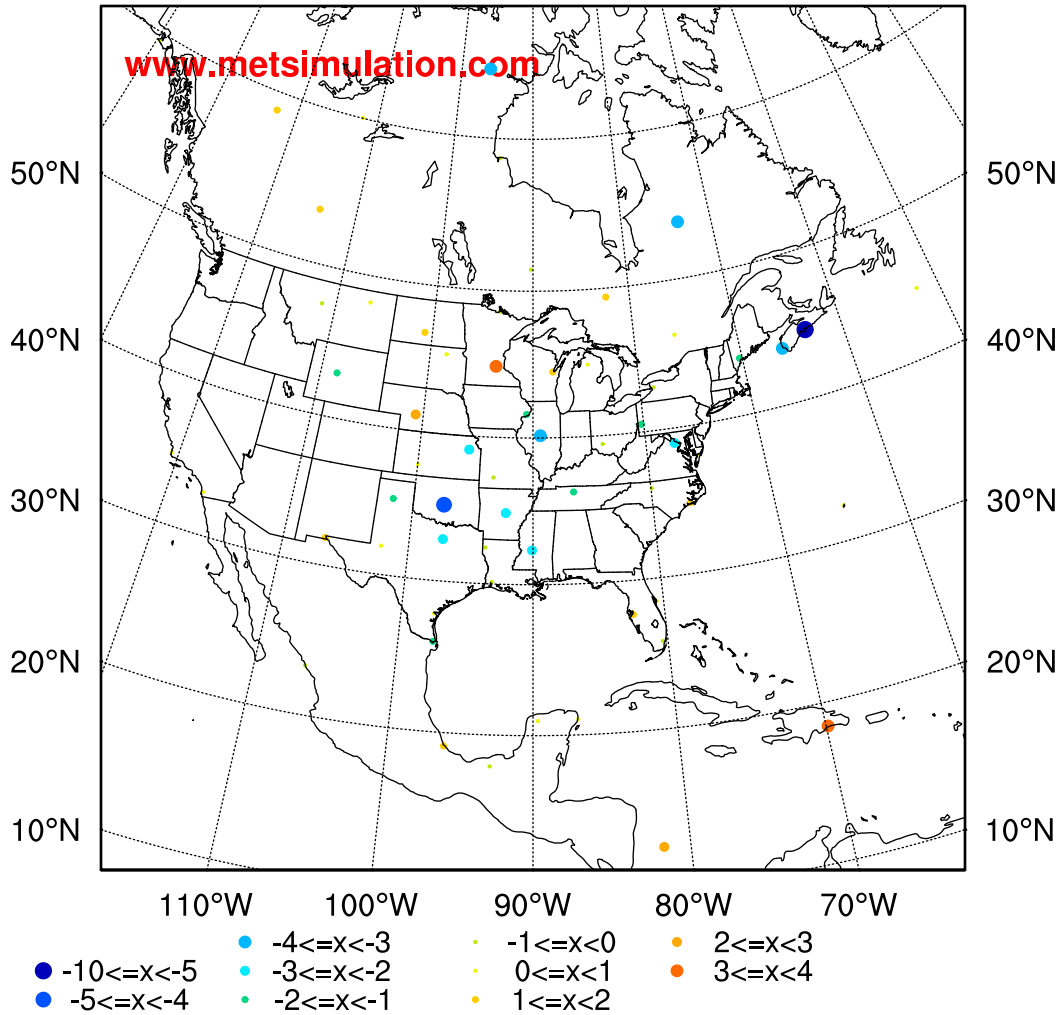 www.metsimulation.com
50°N 50°N
40°N 40°N
30°N 30°N
20°N 20°N
10°N 10°N
110°W 100°W 90°W 80°W 70°W
-4<=x<-3 -1<=x<0 2<=x<3
-10<=x<-5 -3<=x<-2 0<=x<1 3<=x<4
-5<=x<-4 -2<=x<-1 1<=x<2